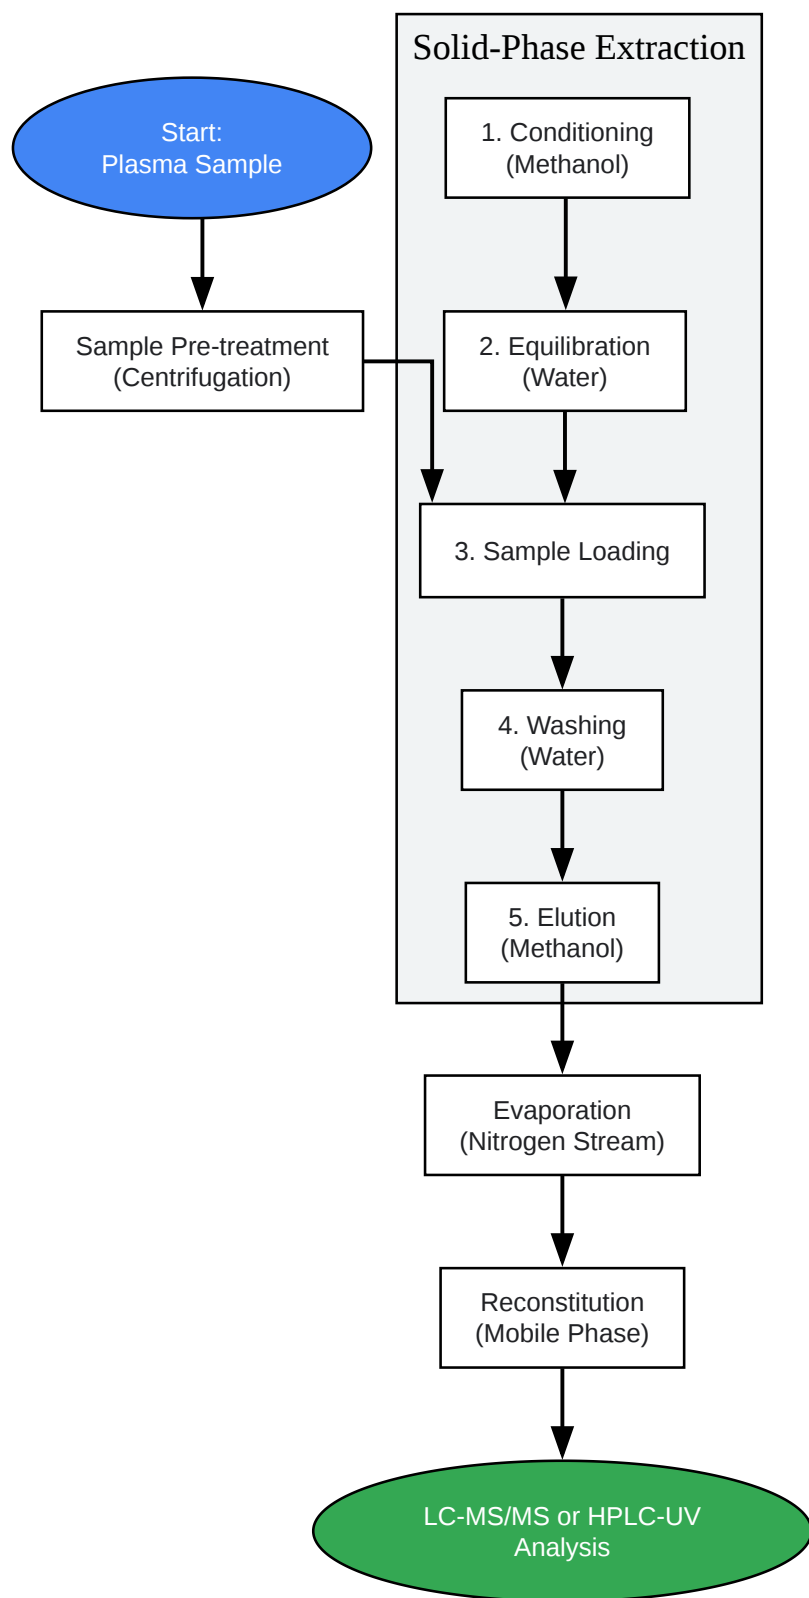 Solid-Phase Extraction
Start:
Plasma Sample
1. Conditioning
(Methanol)
Sample Pre-treatment
(Centrifugation)
2. Equilibration
(Water)
3. Sample Loading
4. Washing
(Water)
5. Elution
(Methanol)
Evaporation
(Nitrogen Stream)
Reconstitution
(Mobile Phase)
LC-MS/MS or HPLC-UV
Analysis